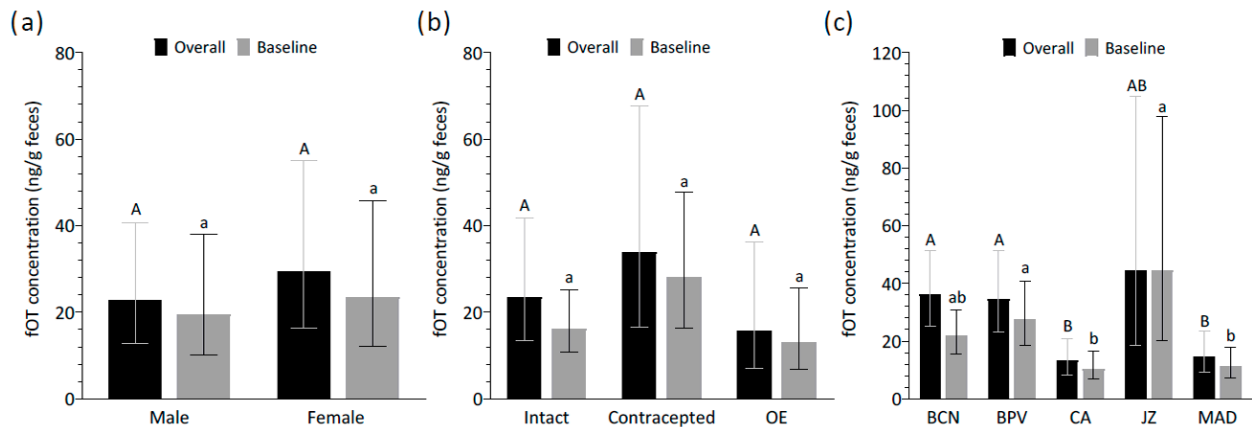 (a)
Overall Baseline
fOT concentration (ng/g feces)
80
60
40
20
0
A
a
A
a
Male Female
(b)
Overall Baseline
fOT concentration (ng/g feces)
80
60
40
20
0
A
a
A
a
A
a
Intact Contracepted OE
(c)
Overall Baseline
fOT concentration (ng/g feces)
120
100
80
60
40
20
0
A
ab
A
a
B
b
AB
a
B
b
BCN BPV CA JZ MAD